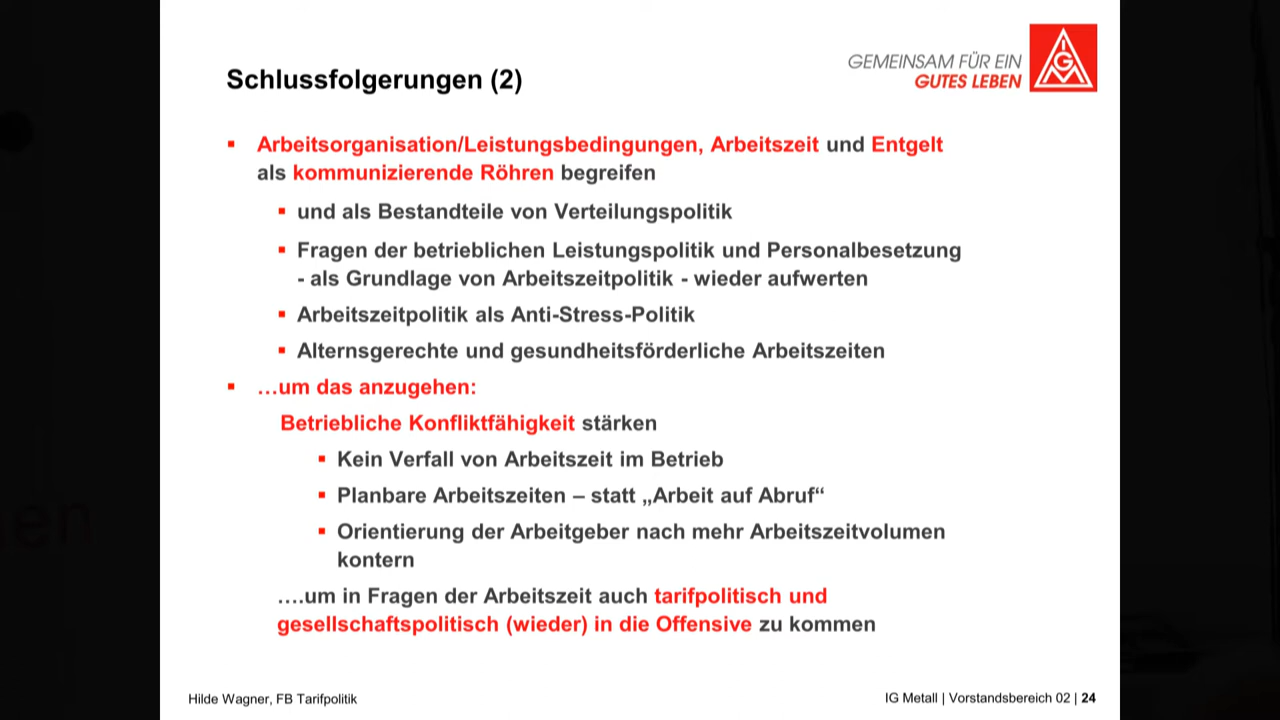 Schlussfolgerungen (2)
GEMEINSAM FÜR EIN
GUTES LEBEN
IGM
▪ Arbeitsorganisation/Leistungsbedingungen, Arbeitszeit und Entgelt
als kommunizierende Röhren begreifen
▪ und als Bestandteile von Verteilungspolitik
▪ Fragen der betrieblichen Leistungspolitik und Personalbesetzung
- als Grundlage von Arbeitszeitpolitik - wieder aufwerten
▪ Arbeitszeitpolitik als Anti-Stress-Politik
▪ Alternsgerechte und gesundheitsförderliche Arbeitszeiten
▪ …um das anzugehen:
Betriebliche Konfliktfähigkeit stärken
▪ Kein Verfall von Arbeitszeit im Betrieb
▪ Planbare Arbeitszeiten – statt „Arbeit auf Abruf“
▪ Orientierung der Arbeitgeber nach mehr Arbeitszeitvolumen
kontern
….um in Fragen der Arbeitszeit auch tarifpolitisch und
gesellschaftspolitisch (wieder) in die Offensive zu kommen
Hilde Wagner, FB Tarifpolitik
IG Metall | Vorstandsbereich 02 | 24